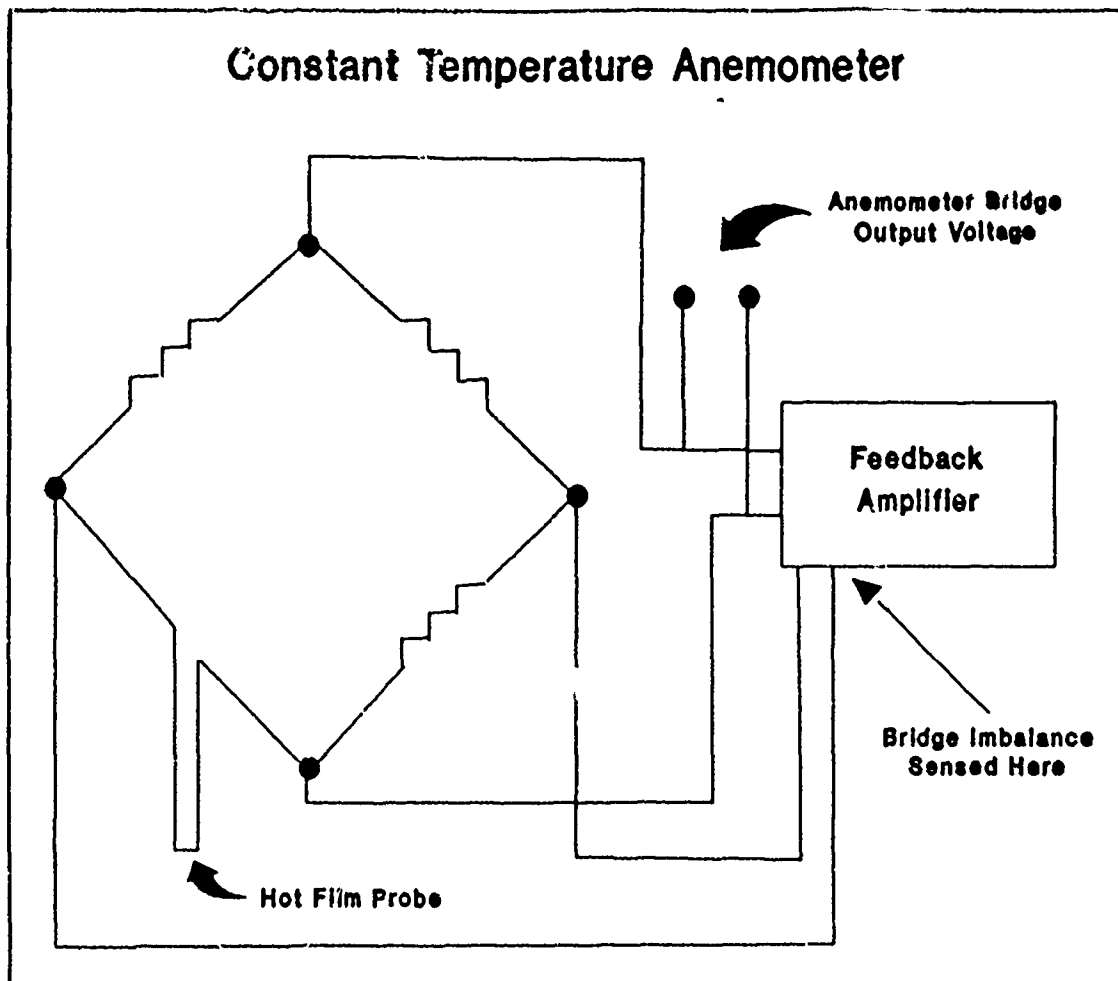 Constant Temperature Anemometer
Anemometer Bridge
Output Voltage
Feedback
Amplifier
Bridge Imbalance
Sensed Here
Hot Film Probe